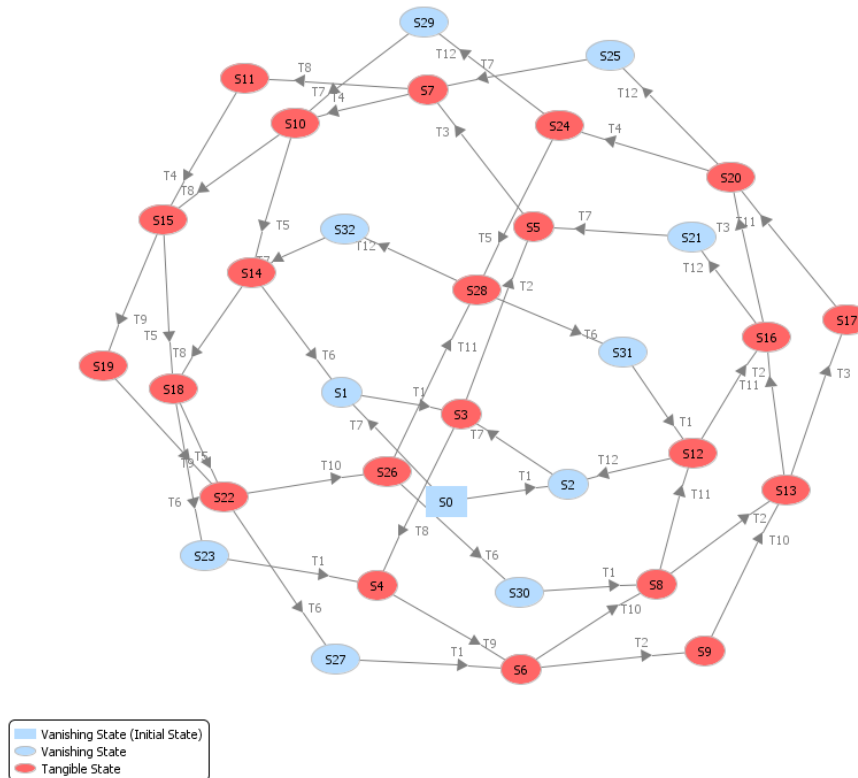 S29
T12
T7
S25
T8
S11
S7
T7
T4
T12
S10
S24
T4
T3
S20
T4
T8
S15
T5
S32
S5
T7
S21
T3
T11
T5
T12
T7
S14
T12
S28
T2
T9
T5
T8
T11
T6
S31
S16
S17
S19
S18
T6
S1
T1
T2
T11
T3
S3
T7
T7
T1
S12
T5
T9
T10
S26
T12
S22
S0
T1
S2
S13
T6
T11
T2
T8
T10
S23
T1
T6
S4
T6
S30
T1
S8
T10
T9
T2
S27
T1
S6
S9
Vanishing State (Initial State)
Vanishing State
Tangible State